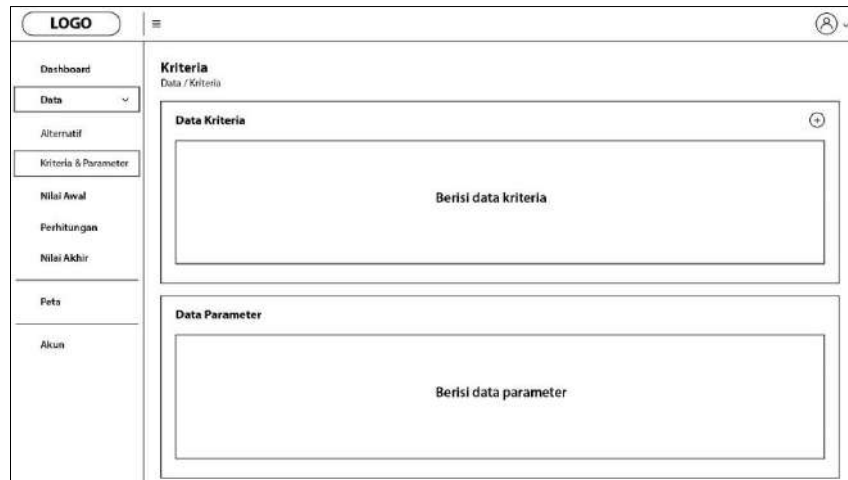 LOGO
Dashboard
Data
Alternatif
Kriteria & Parameter
Nilai Awal
Perhitungan
Nilai Akhir
Peta
Akun
Kriteria
Data / Kriteria
Data Kriteria
Berisi data kriteria
Data Parameter
Berisi data parameter